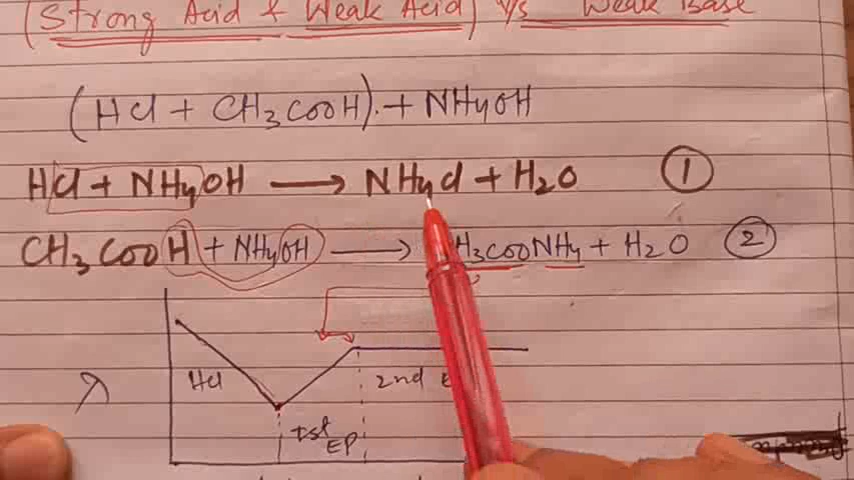 (Strong Acid & Weak Acid) v/s Weak Base
(HCl + CH3COOH) + NH4OH
HCl + NH4OH → NH4Cl + H2O ①
CH3COOH + NH4OH → H3COONH4 + H2O ②
λ HCl 2nd E
1st EP